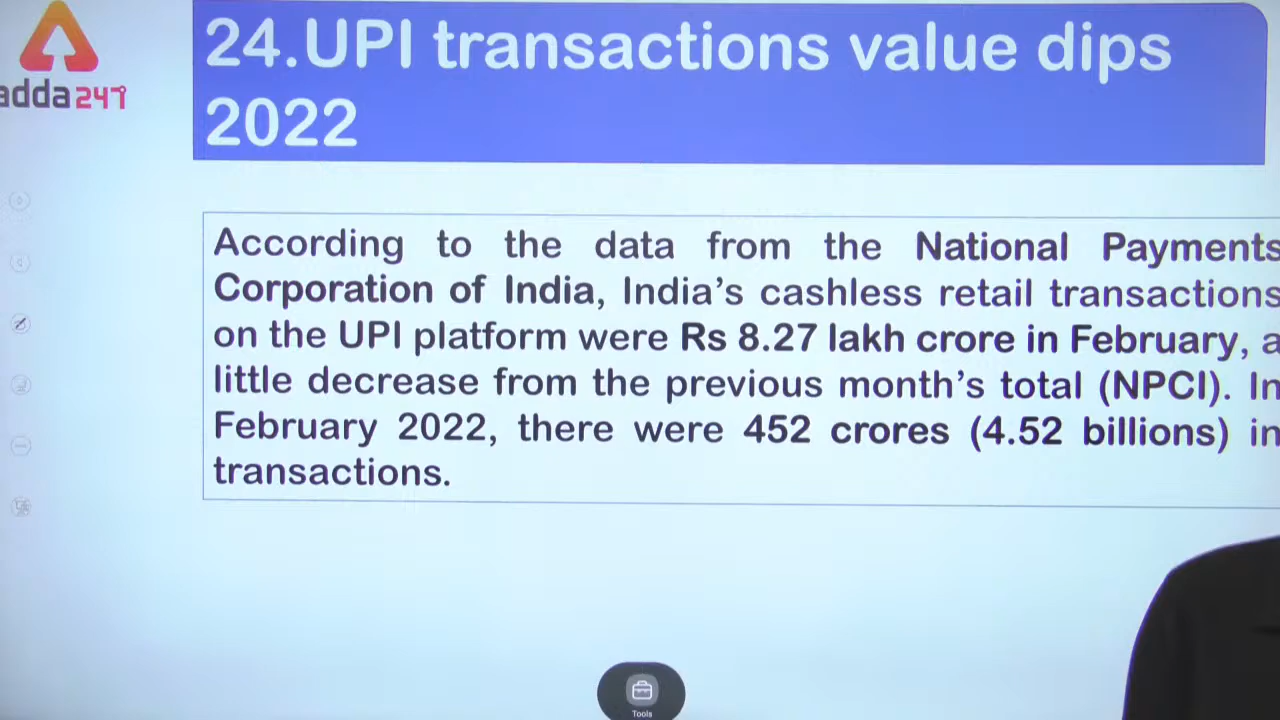 adda247
24.UPI transactions value dips
2022
According to the data from the National Payments
Corporation of India, India's cashless retail transactions
on the UPI platform were Rs 8.27 lakh crore in February, a
little decrease from the previous month's total (NPCI). In
February 2022, there were 452 crores (4.52 billions) in
transactions.
Tools